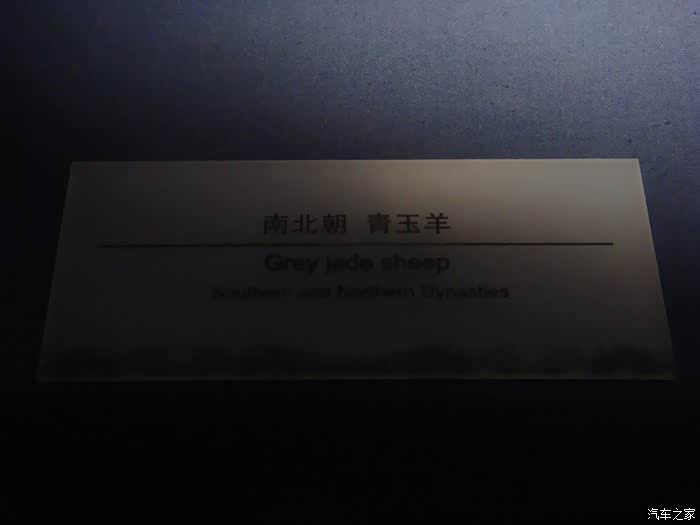 南北朝 青玉羊
Grey jade sheep
Southern and Northern Dynasties
汽车之家